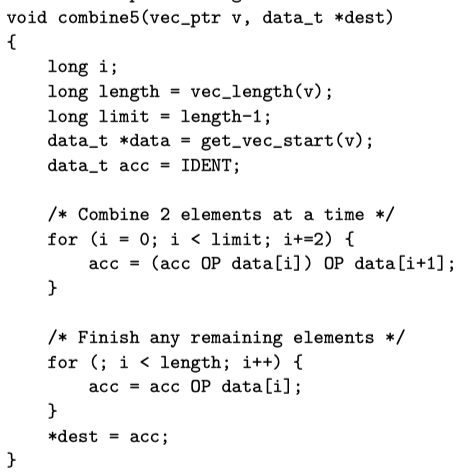 void combine5(vec_ptr v, data_t *dest)
{
    long i;
    long length = vec_length(v);
    long limit = length-1;
    data_t *data = get_vec_start(v);
    data_t acc = IDENT;

    /* Combine 2 elements at a time */
    for (i = 0; i < limit; i+=2) {
        acc = (acc OP data[i]) OP data[i+1];
    }

    /* Finish any remaining elements */
    for (; i < length; i++) {
        acc = acc OP data[i];
    }
    *dest = acc;
}